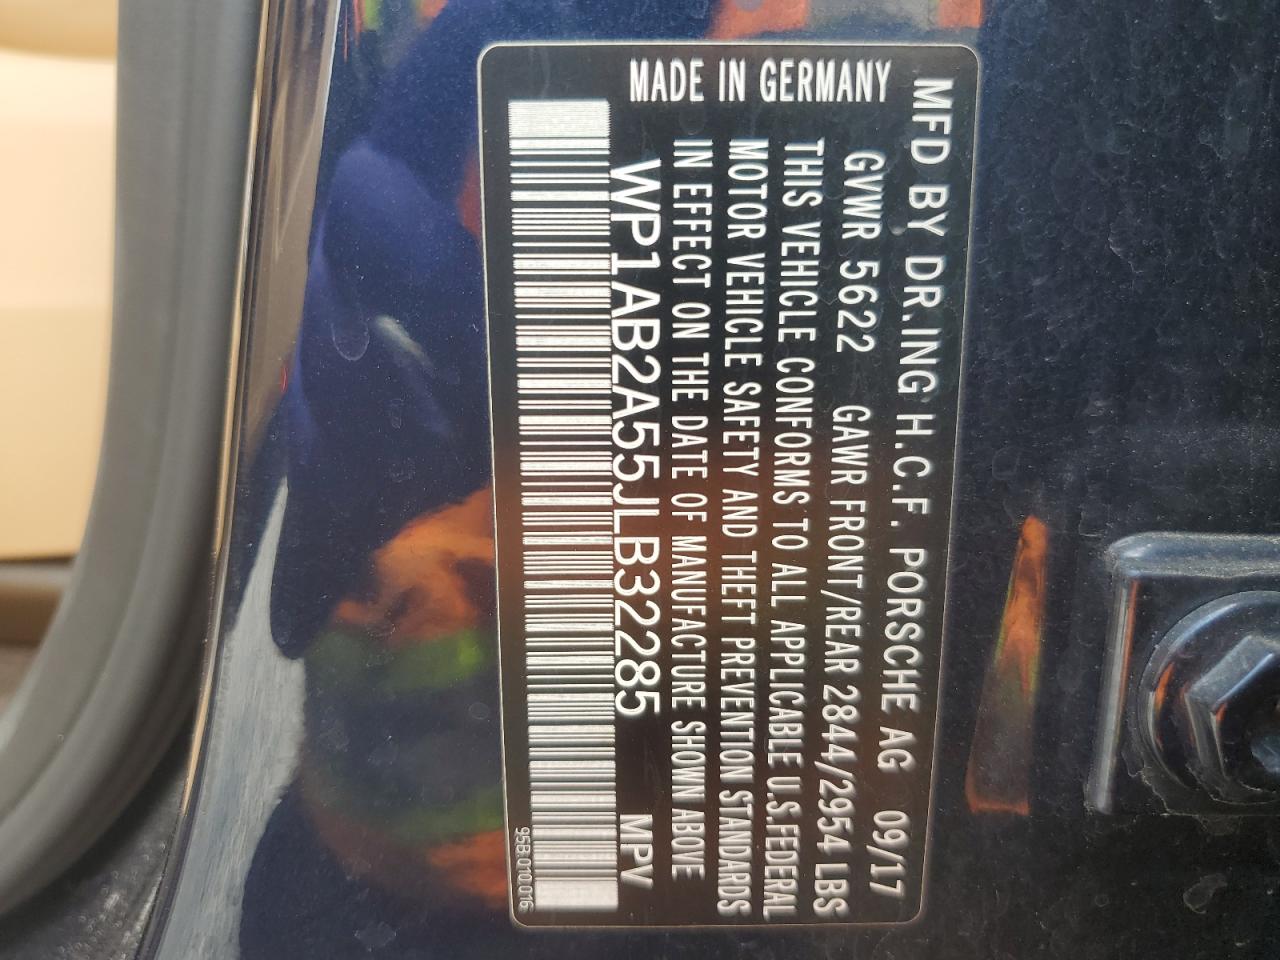 MFD BY DR.ING H.C.F. PORSCHE AG 09/17
GVWR 5622 GAWR FRONT/REAR 2844/2954 LBS
THIS VEHICLE CONFORMS TO ALL APPLICABLE U.S.FEDERAL
MOTOR VEHICLE SAFETY AND THEFT PREVENTION STANDARDS
IN EFFECT ON THE DATE OF MANUFACTURE SHOWN ABOVE
WP1AB2A55JLB32285 MPV
MADE IN GERMANY
95B.010.016